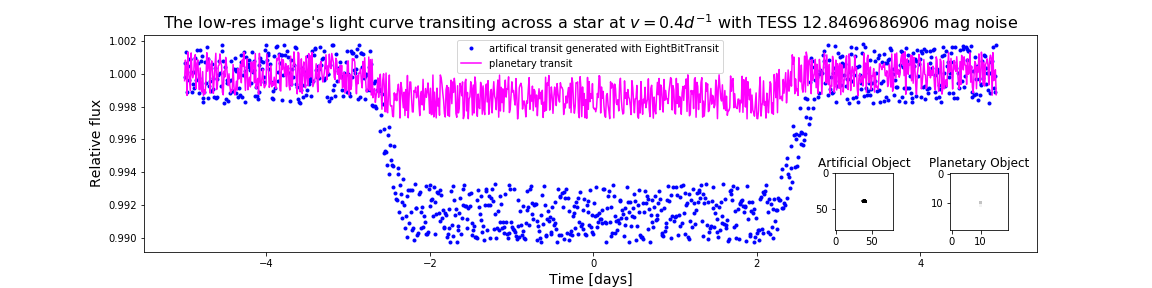 The low-res image's light curve transiting across a star at v = 0.4d⁻¹ with TESS 12.8469686906 mag noise
artifical transit generated with EightBitTransit
planetary transit
Relative flux
1.002
1.000
0.998
0.996
0.994
0.992
0.990
Artificial Object
Planetary Object
0
50
0
50
0
10
0
10
−4
−2
0
2
4
Time [days]